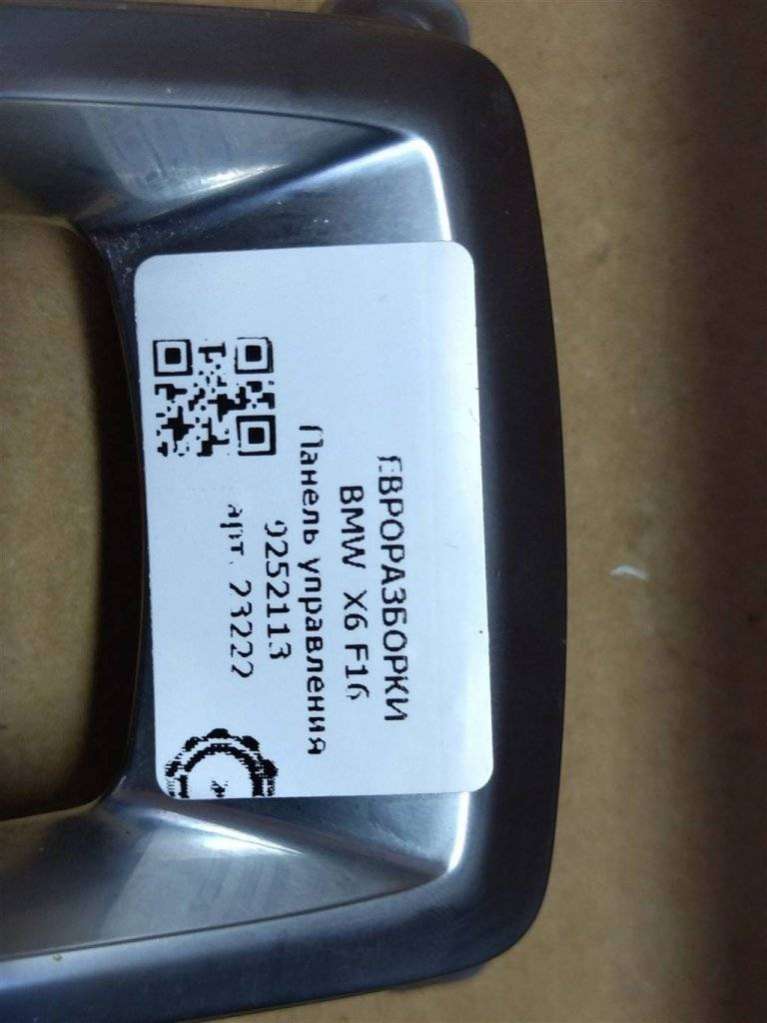 ЕВРОРАЗБОРКИ
BMW X6 F16
Панель управления
9252113
арт. 23222